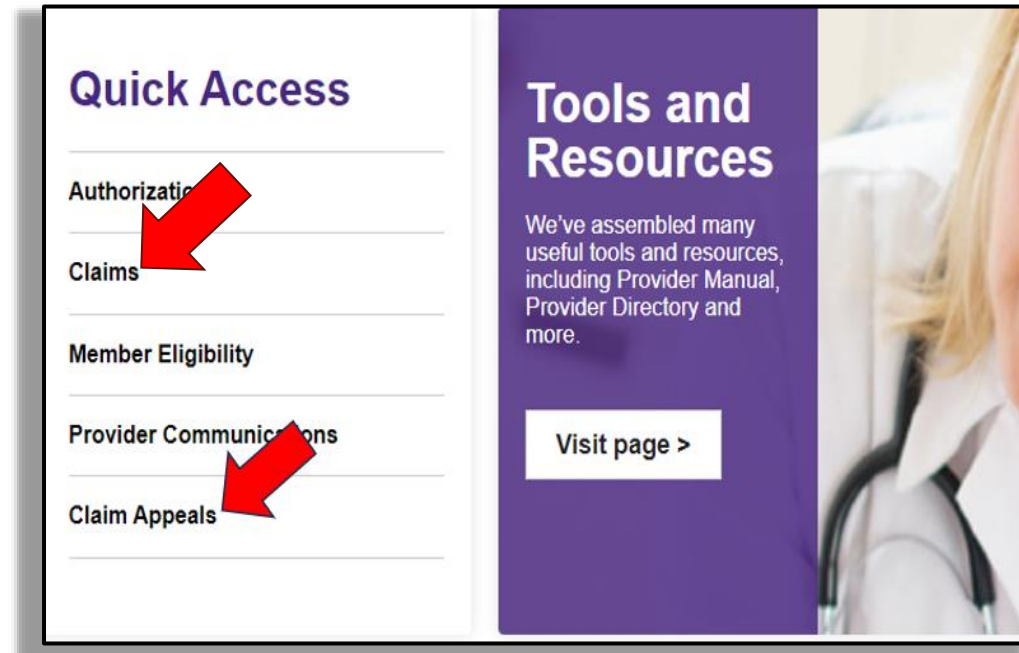 Quick Access
Claims
Member Eligibility
Provider
Claim Appeals
Tools and
Resources
We've assembled many
useful tools and resources,
including Provider Manual,
Provider Directory and
more.
Visit page >